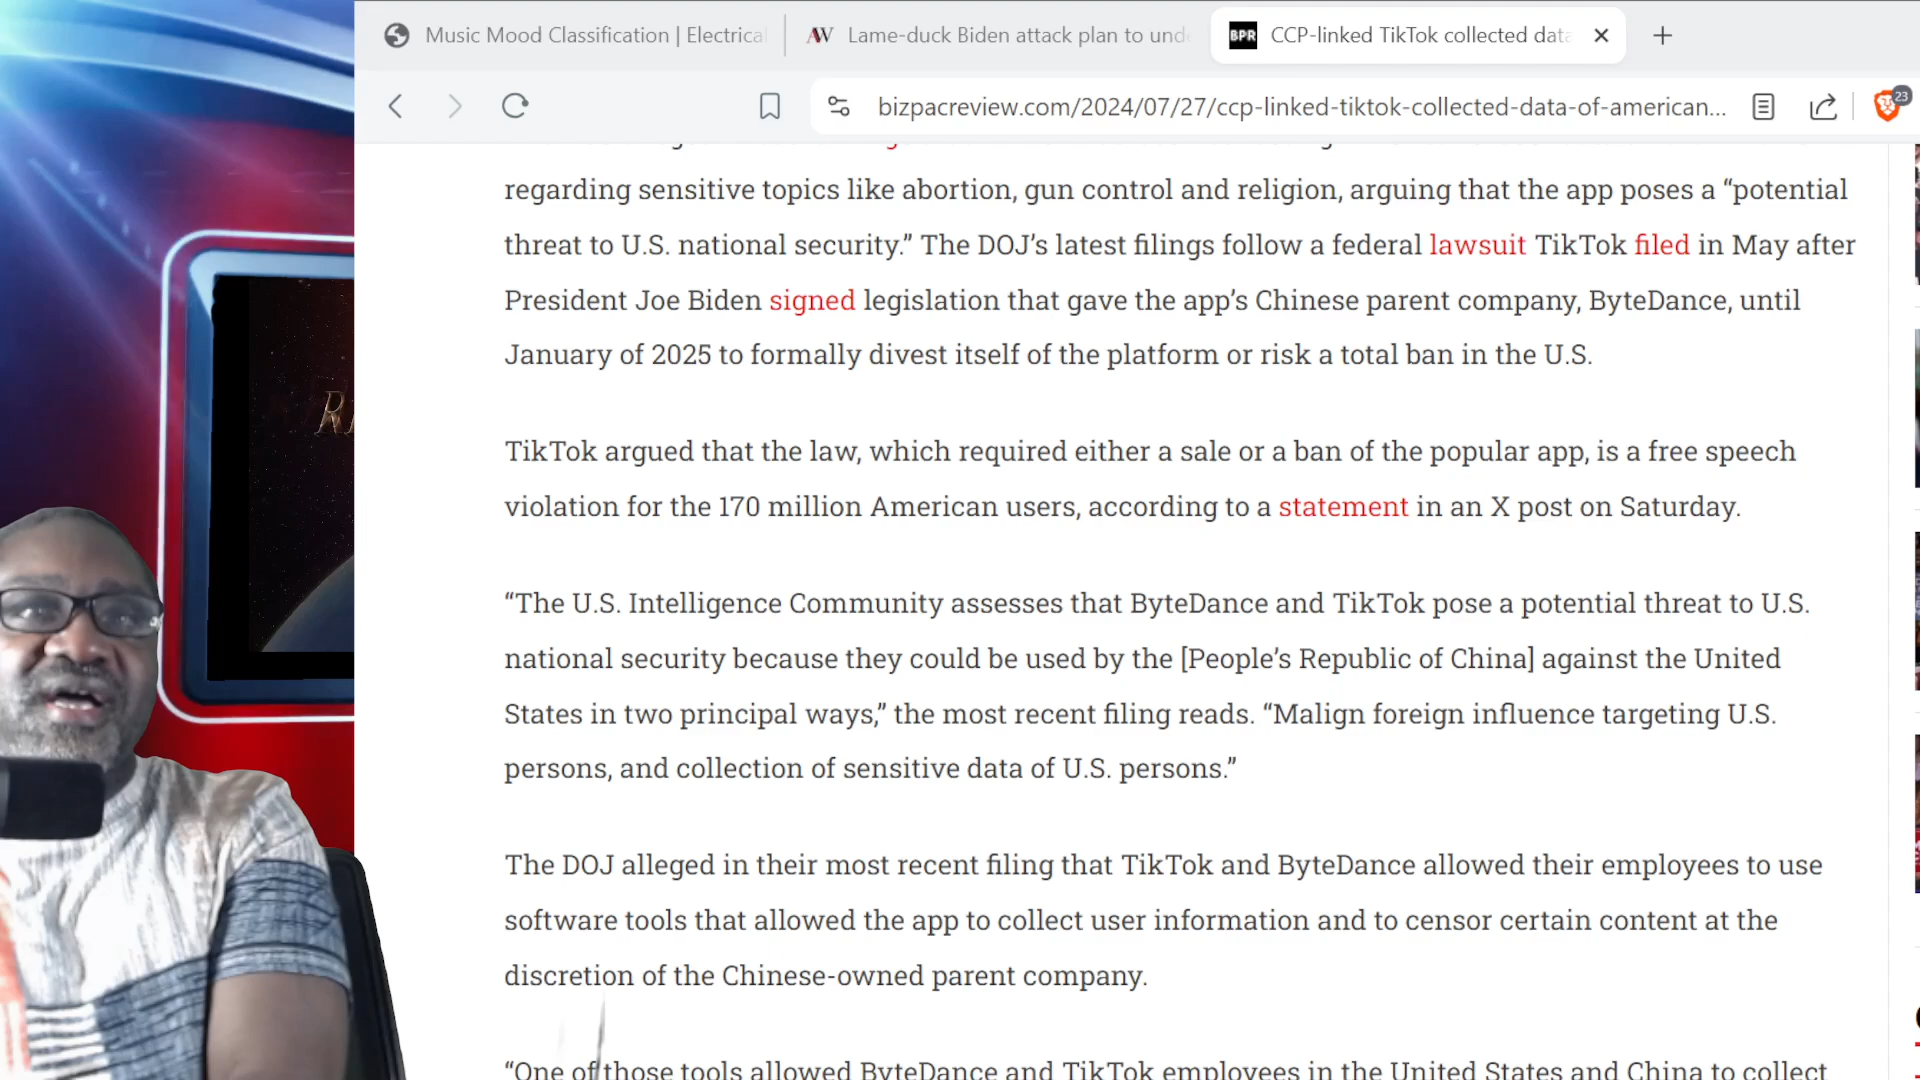 Music Mood Classification | Electrical
Lame-duck Biden attack plan to und
BPR CCP-linked TikTok collected data
bizpacreview.com/2024/07/27/ccp-linked-tiktok-collected-data-of-american...
23
regarding sensitive topics like abortion, gun control and religion, arguing that the app poses a “potential
threat to U.S. national security.” The DOJ’s latest filings follow a federal lawsuit TikTok filed in May after
President Joe Biden signed legislation that gave the app’s Chinese parent company, ByteDance, until
January of 2025 to formally divest itself of the platform or risk a total ban in the U.S.
TikTok argued that the law, which required either a sale or a ban of the popular app, is a free speech
violation for the 170 million American users, according to a statement in an X post on Saturday.
“The U.S. Intelligence Community assesses that ByteDance and TikTok pose a potential threat to U.S.
national security because they could be used by the [People’s Republic of China] against the United
States in two principal ways,” the most recent filing reads. “Malign foreign influence targeting U.S.
persons, and collection of sensitive data of U.S. persons.”
The DOJ alleged in their most recent filing that TikTok and ByteDance allowed their employees to use
software tools that allowed the app to collect user information and to censor certain content at the
discretion of the Chinese-owned parent company.
“One of those tools allowed ByteDance and TikTok employees in the United States and China to collect